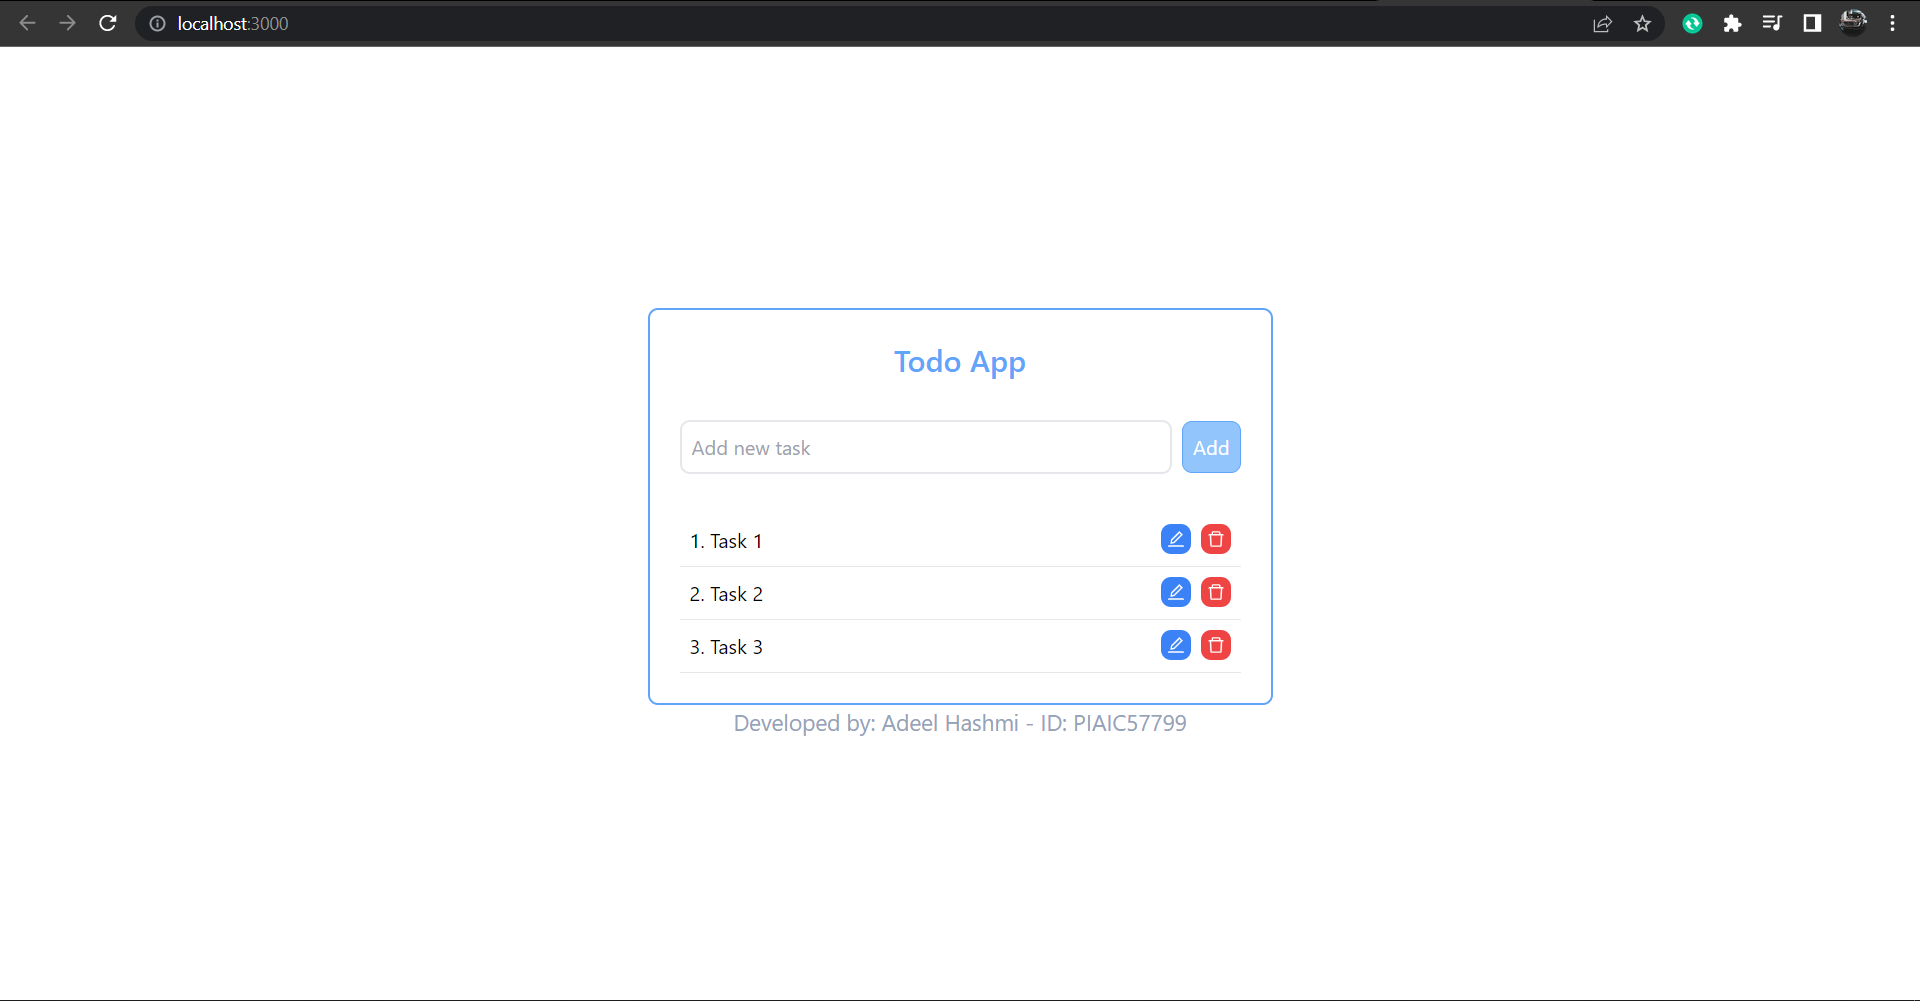 localhost:3000
Todo App
Add new task
Add
1. Task 1
2. Task 2
3. Task 3
Developed by: Adeel Hashmi - ID: PIAIC57799